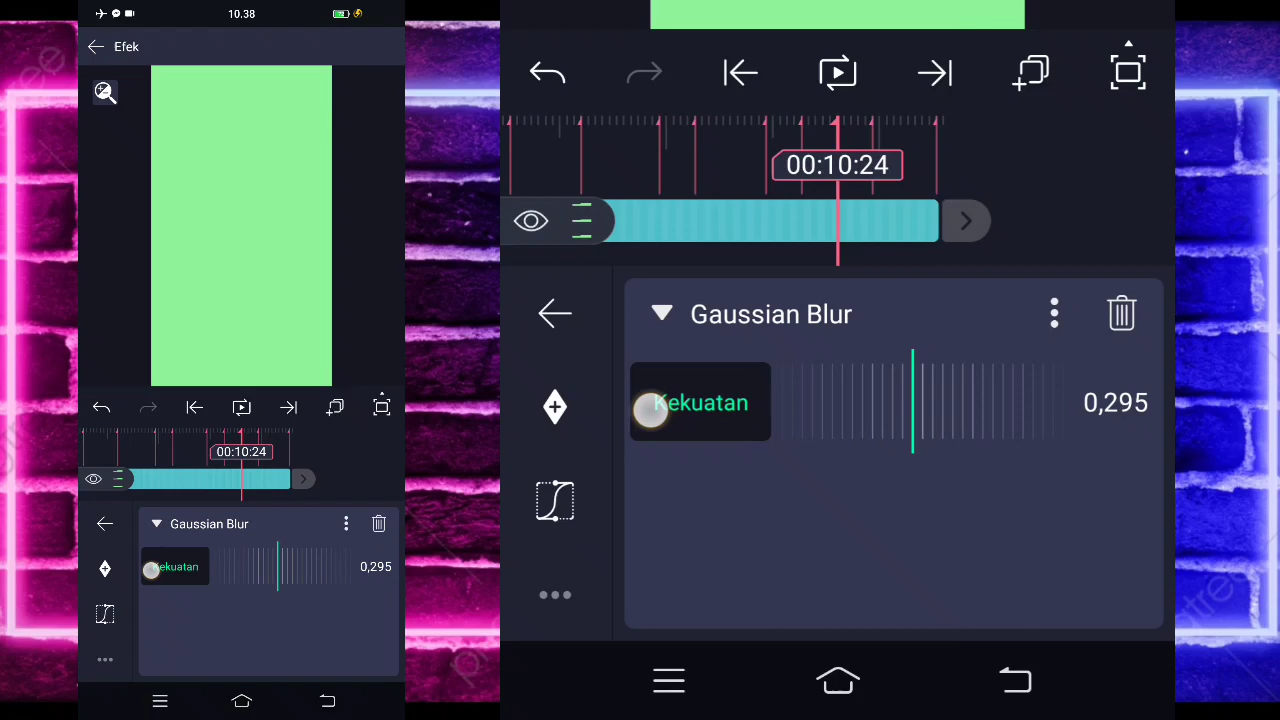 10.38
Efek
00:10:24
Gaussian Blur
Kekuatan
0,295
00:10:24
Gaussian Blur
Kekuatan
0,295